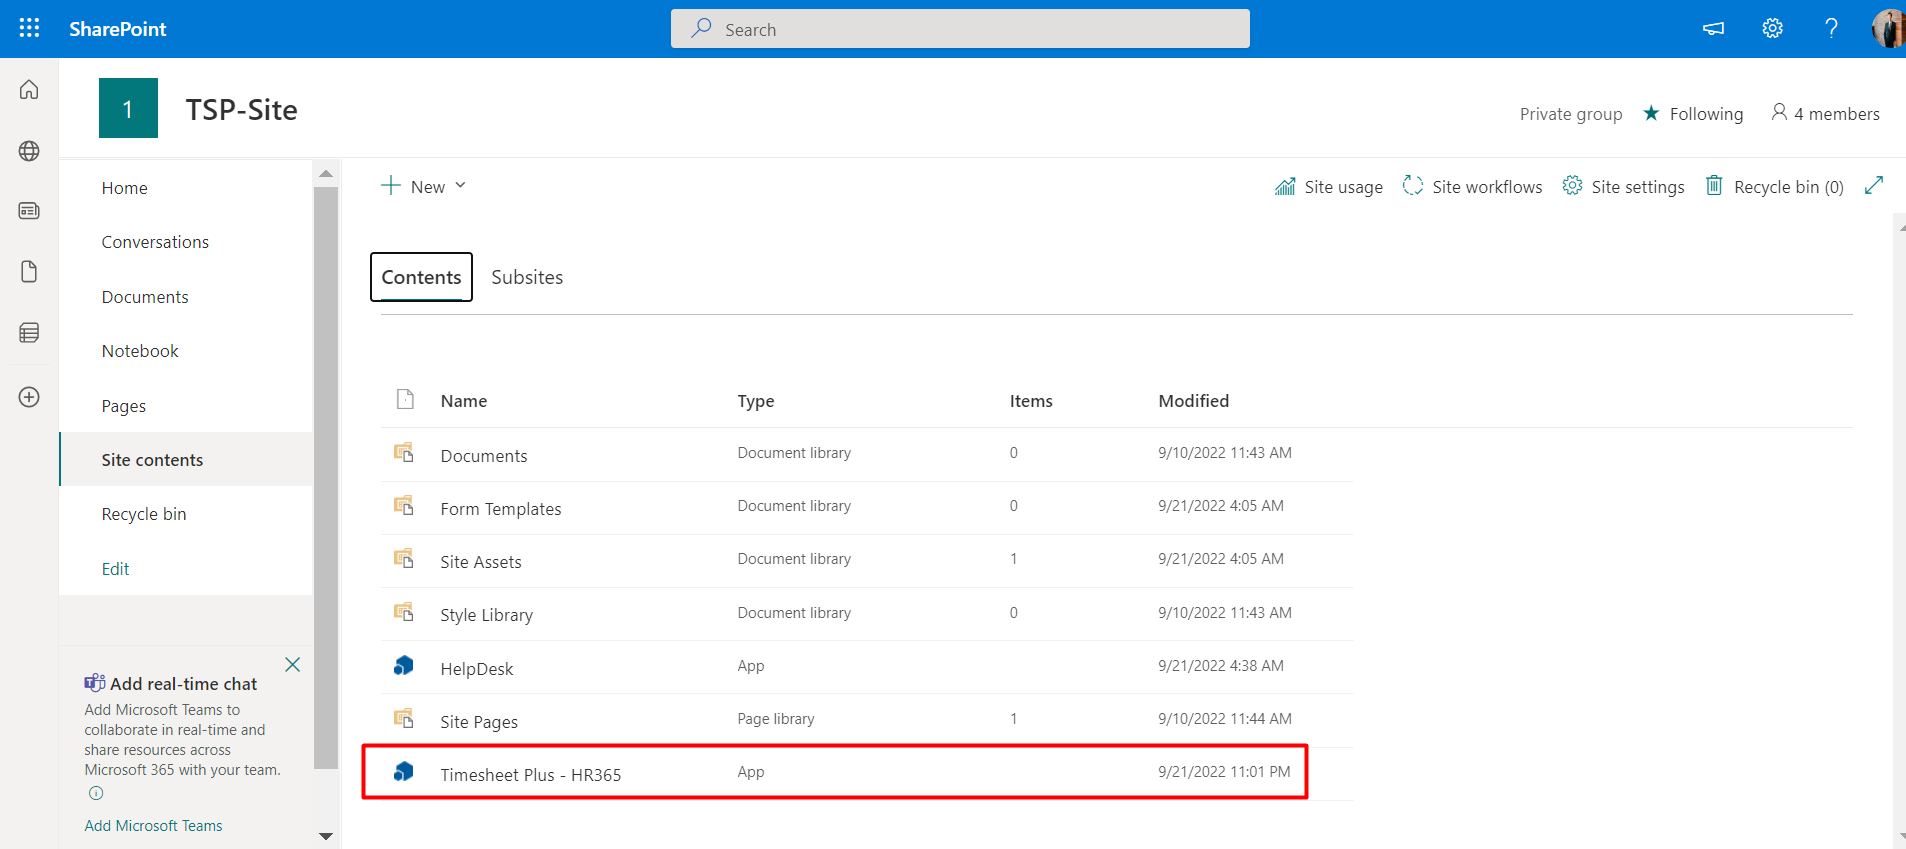 SharePoint
Search
1
TSP-Site
Private group
Following
4 members
Home
Conversations
Documents
Notebook
Pages
Site contents
Recycle bin
Edit
Add real-time chat
Add Microsoft Teams to
collaborate in real-time and
share resources across
Microsoft 365 with your team.
Add Microsoft Teams
New
Site usage
Site workflows
Site settings
Recycle bin (0)
Contents
Subsites
Name Type Items Modified
Documents Document library 0 9/10/2022 11:43 AM
Form Templates Document library 0 9/21/2022 4:05 AM
Site Assets Document library 1 9/21/2022 4:05 AM
Style Library Document library 0 9/10/2022 11:43 AM
HelpDesk App 9/21/2022 4:38 AM
Site Pages Page library 1 9/10/2022 11:44 AM
Timesheet Plus - HR365 App 9/21/2022 11:01 PM